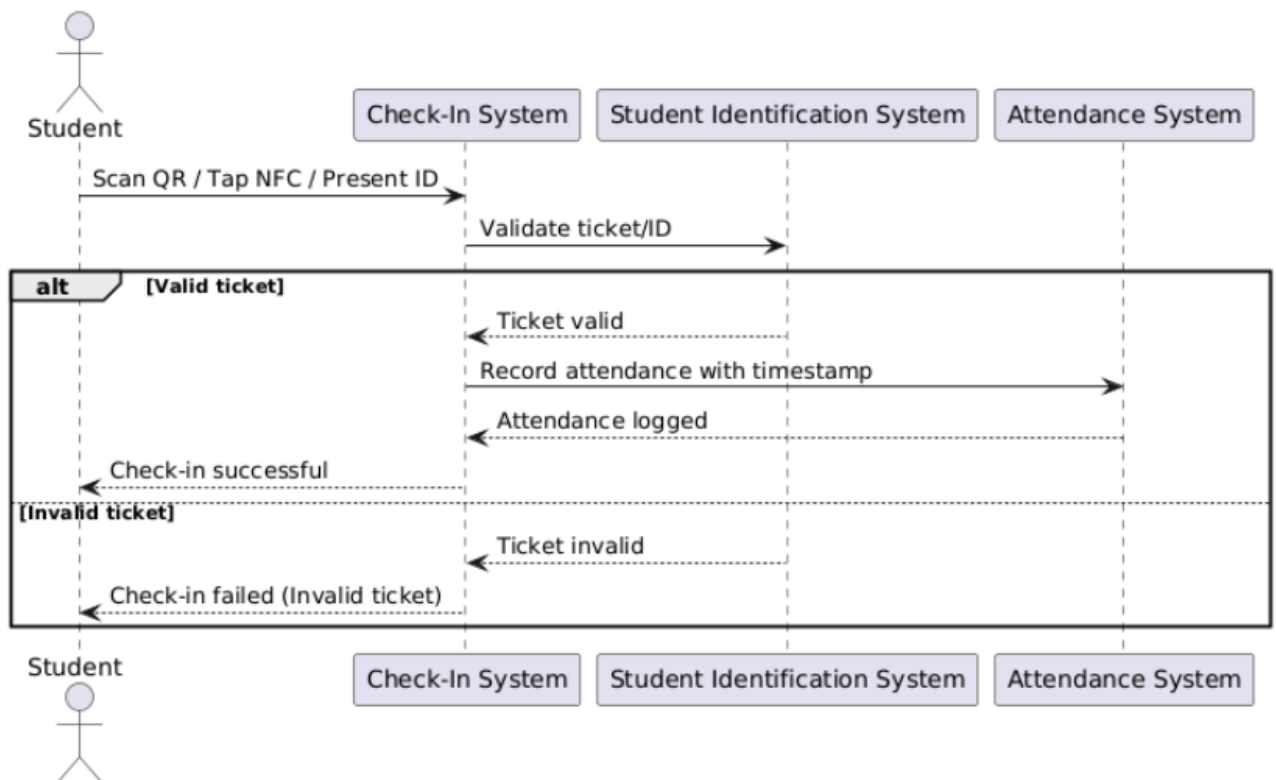 Student
Check-In System
Student Identification System
Attendance System
Scan QR / Tap NFC / Present ID
Validate ticket/ID
alt
[Valid ticket]
Ticket valid
Record attendance with timestamp
Attendance logged
Check-in successful
[Invalid ticket]
Ticket invalid
Check-in failed (Invalid ticket)
Student
Check-In System
Student Identification System
Attendance System